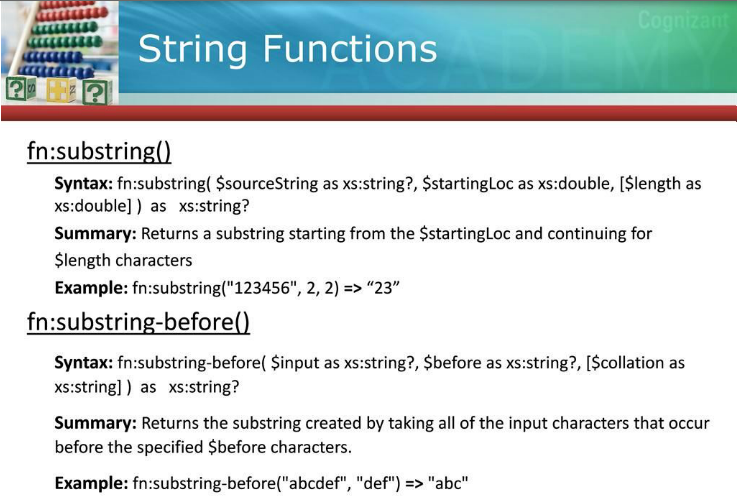 Cognizant
ACADEMY
String Functions
fn:substring()
Syntax: fn:substring( $sourceString as xs:string?, $startingLoc as xs:double, [$length as
xs:double] ) as xs:string?
Summary: Returns a substring starting from the $startingLoc and continuing for
$length characters
Example: fn:substring("123456", 2, 2) => “23”
fn:substring-before()
Syntax: fn:substring-before( $input as xs:string?, $before as xs:string?, [$collation as
xs:string] ) as xs:string?
Summary: Returns the substring created by taking all of the input characters that occur
before the specified $before characters.
Example: fn:substring-before("abcdef", "def") => "abc"